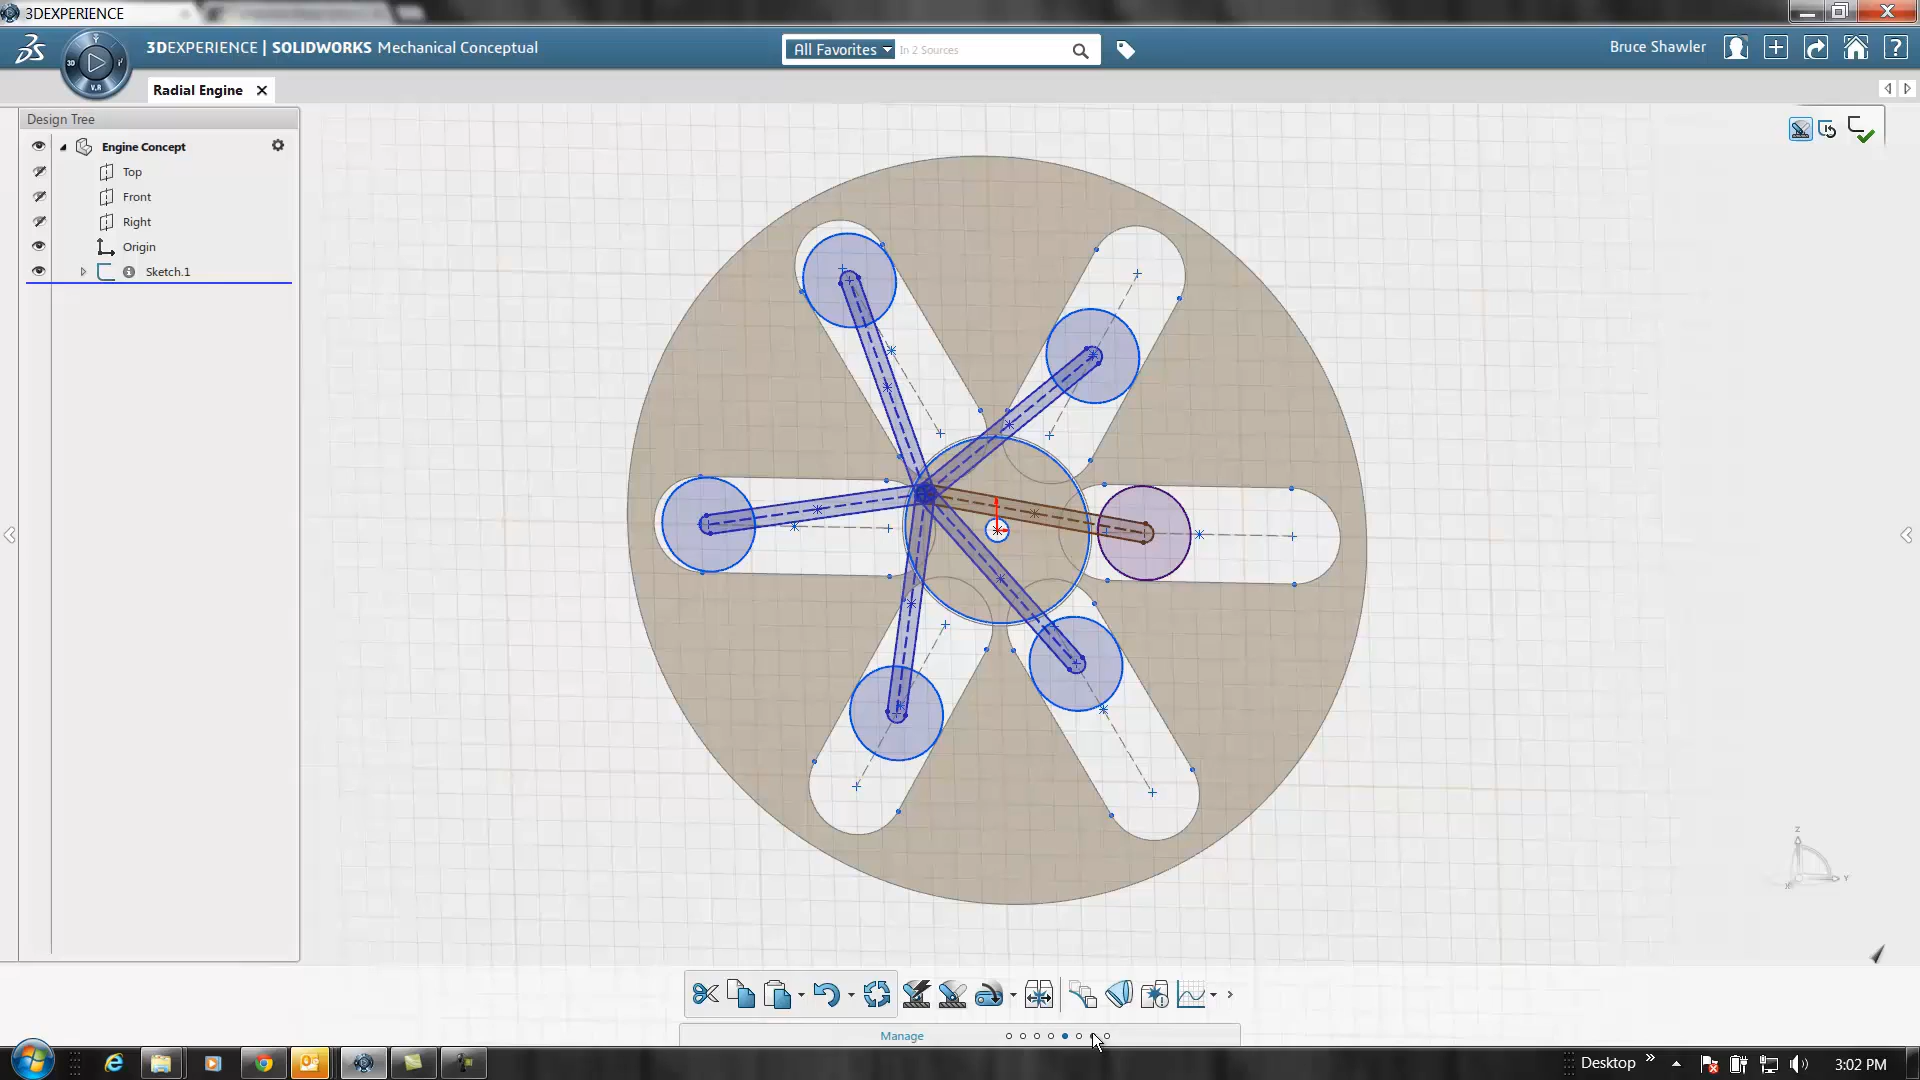 3DEXPERIENCE
3DEXPERIENCE | SOLIDWORKS Mechanical Conceptual
All Favorites
In 2 Sources
Bruce Shawler
3D
V.R
Radial Engine
Design Tree
Engine Concept
Top
Front
Right
Origin
Sketch.1
Z
Y
X
Manage
Desktop
3:02 PM